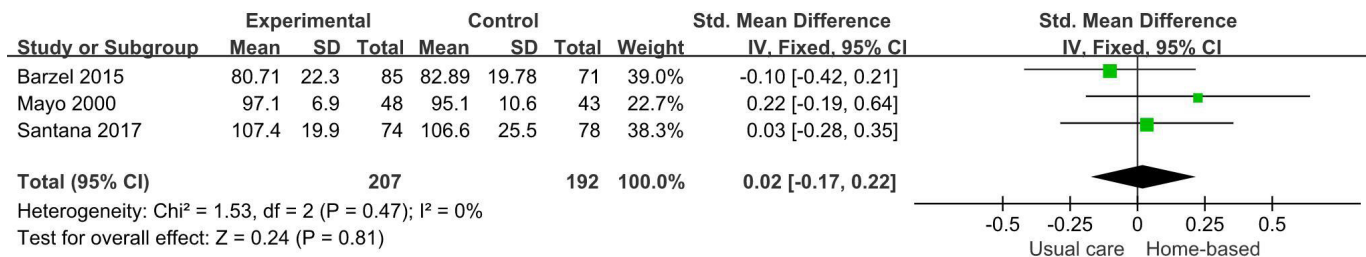 Experimental Control Std. Mean Difference Std. Mean Difference
Study or Subgroup Mean SD Total Mean SD Total Weight IV, Fixed, 95% CI IV, Fixed, 95% CI
Barzel 2015 80.71 22.3 85 82.89 19.78 71 39.0% -0.10 [-0.42, 0.21]
Mayo 2000 97.1 6.9 48 95.1 10.6 43 22.7% 0.22 [-0.19, 0.64]
Santana 2017 107.4 19.9 74 106.6 25.5 78 38.3% 0.03 [-0.28, 0.35]
Total (95% CI) 207 192 100.0% 0.02 [-0.17, 0.22]
Heterogeneity: Chi² = 1.53, df = 2 (P = 0.47); I² = 0%
Test for overall effect: Z = 0.24 (P = 0.81)
-0.5 -0.25 0 0.25 0.5
Usual care Home-based